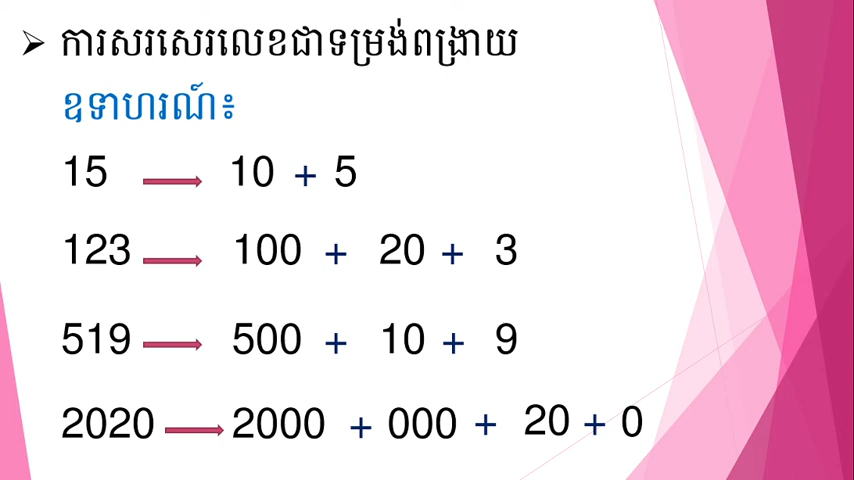 ➢ ការសរសេរលេខជាទម្រង់ពង្រាយ
ឧទាហរណ៍៖
15 → 10 + 5
123 → 100 + 20 + 3
519 → 500 + 10 + 9
2020 → 2000 + 000 + 20 + 0